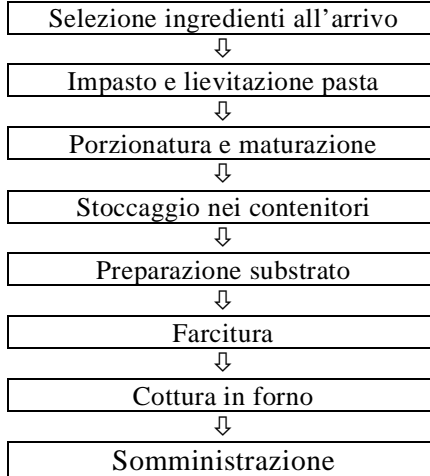 Selezione ingredienti all'arrivo
⇩
Impasto e lievitazione pasta
⇩
Porzionatura e maturazione
⇩
Stoccaggio nei contenitori
⇩
Preparazione substrato
⇩
Farcitura
⇩
Cottura in forno
⇩
Somministrazione